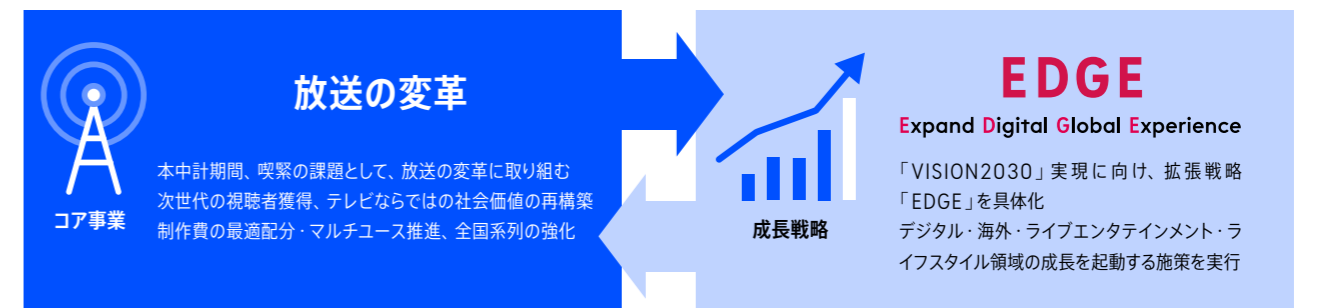 放送の変革
本中計期間、喫緊の課題として、放送の変革に取り組む
次世代の視聴者獲得、テレビならではの社会価値の再構築
制作費の最適配分・マルチユース推進、全国系列の強化
コア事業
EDGE
Expand Digital Global Experience
「VISION2030」実現に向け、拡張戦略
「EDGE」を具体化
デジタル・海外・ライブエンタテインメント・ラ
イフスタイル領域の成長を起動する施策を実行
成長戦略